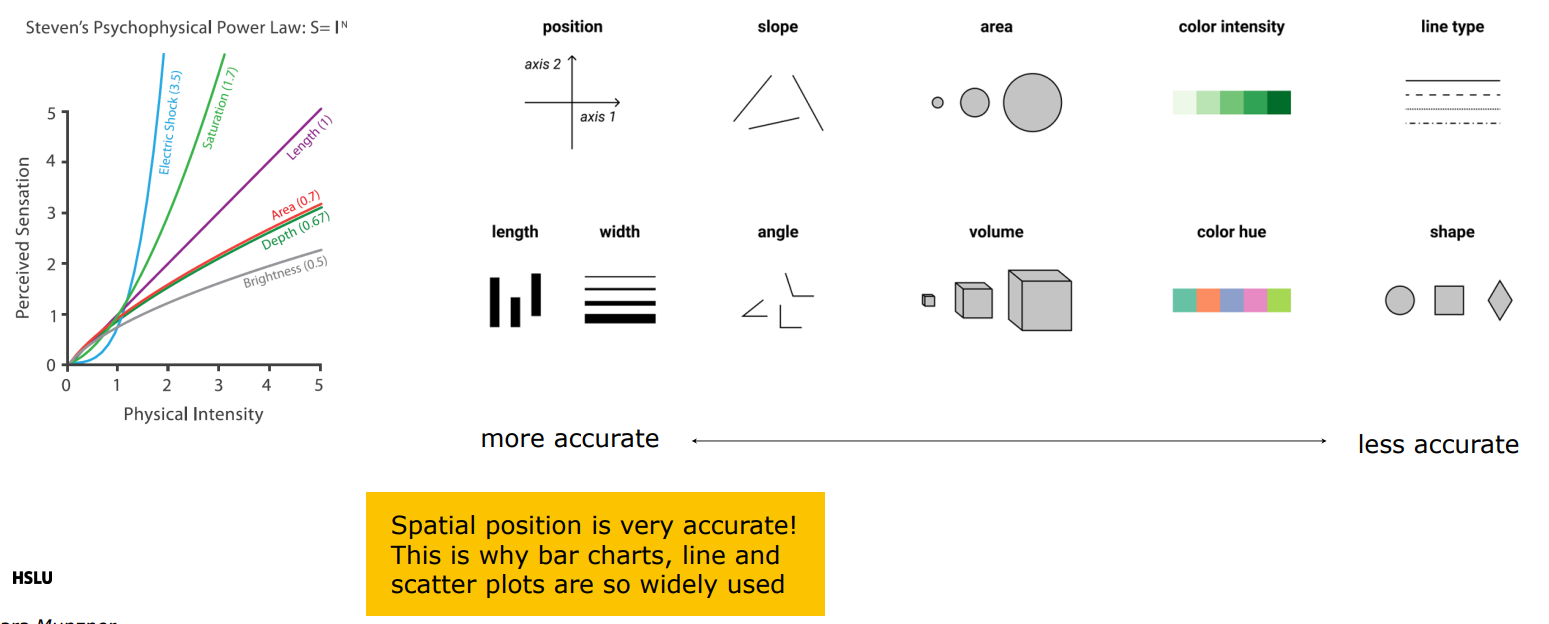 Steven's Psychophysical Power Law: S= Iᴺ
Perceived Sensation
5
4
3
2
1
0
Electric Shock (3.5)
Saturation (1.7)
Length (1)
Area (0.7)
Depth (0.67)
Brightness (0.5)
0 1 2 3 4 5
Physical Intensity
position slope area color intensity line type
axis 2
axis 1
length width angle volume color hue shape
more accurate less accurate
Spatial position is very accurate!
This is why bar charts, line and
scatter plots are so widely used
HSLU